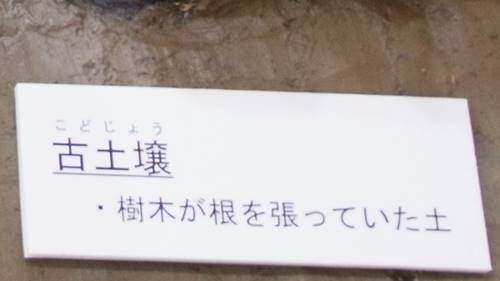 こどじょう
古土壌
・樹木が根を張っていた土